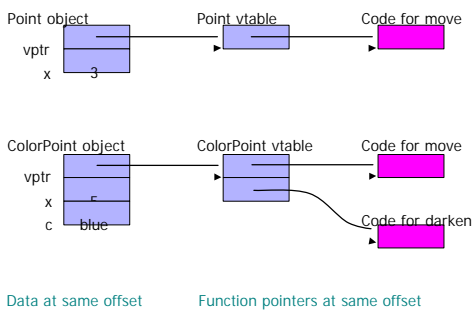 Point object Point vtable Code for move
vptr
x 3
ColorPoint object ColorPoint vtable Code for move
vptr
x 5
c blue
Code for darken
Data at same offset Function pointers at same offset